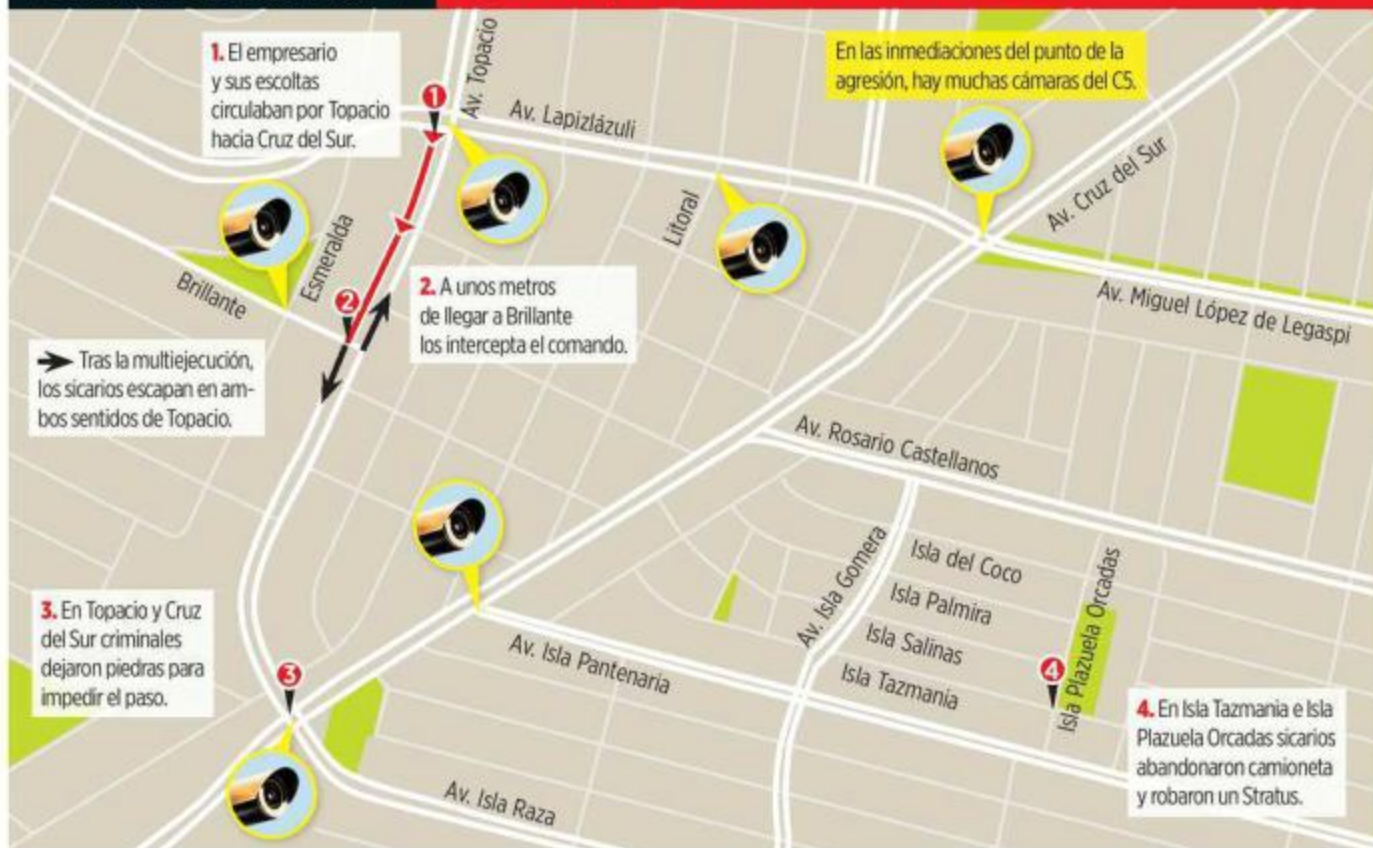 1. El empresario
y sus escoltas
circulaban por Topacio
hacia Cruz del Sur.
1
Av. Topacio
Av. Lapizlázuli
En las inmediaciones del punto de la
agresión, hay muchas cámaras del C5.
Av. Cruz del Sur
Litoral
Esmeralda
Brillante
2
2. A unos metros
de llegar a Brillante
los intercepta el comando.
Av. Miguel López de Legaspi
Tras la multiejecución,
los sicarios escapan en am-
bos sentidos de Topacio.
Av. Rosario Castellanos
Av. Isla Gomera
Isla del Coco
Isla Palmira
Isla Salinas
Isla Tazmania
Isla Plazuela Orcadas
3. En Topacio y Cruz
del Sur criminales
dejaron piedras para
impedir el paso.
3
Av. Isla Pantenaria
4
4. En Isla Tazmania e Isla
Plazuela Orcadas sicarios
abandonaron camioneta
y robaron un Stratus.
Av. Isla Raza